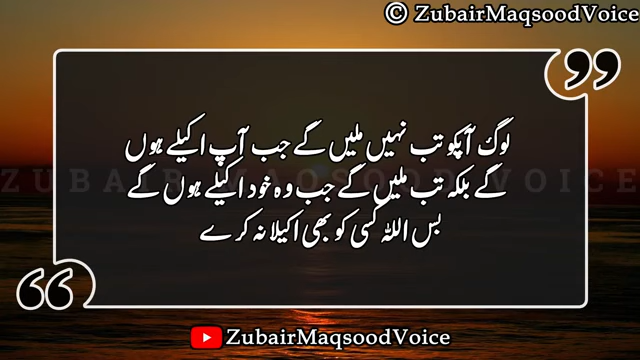 © ZubairMaqsoodVoice
لوگ آپکو تب نہیں ملیں گے جب آپ اکیلے ہوں
گے بلکہ تب ملیں گے جب وہ خود اکیلے ہوں گے
بس اللہ کسی کو بھی اکیلا نہ کرے
ZUBAIR MAQSOOD VOICE
ZubairMaqsoodVoice